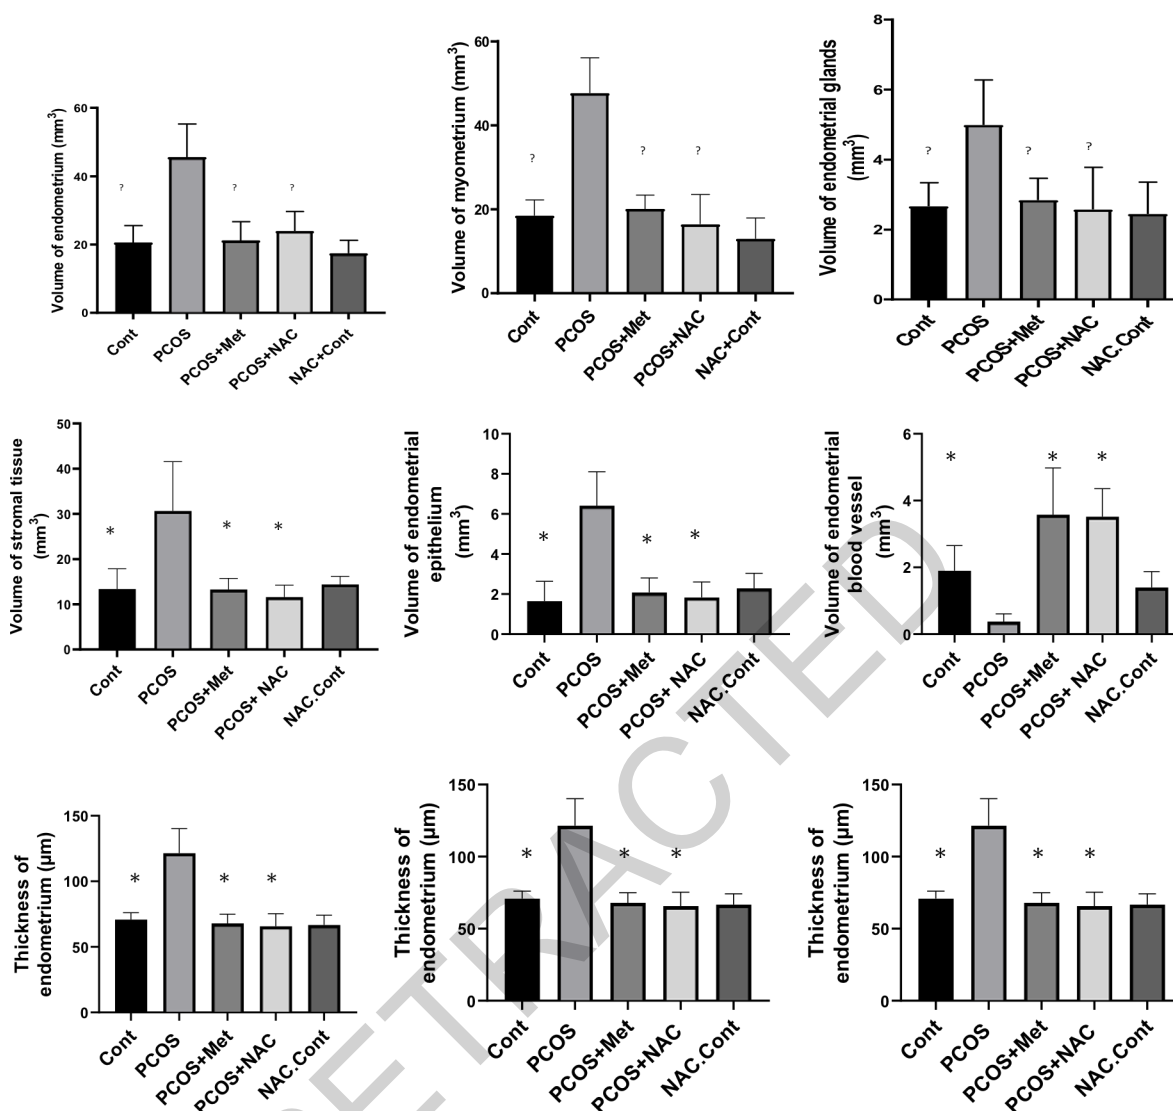 Volume of endometrium (mm³)
60
40
20
0
?
?
?
Cont
PCOS
PCOS+Met
PCOS+NAC
NAC+Cont
Volume of myometrium (mm³)
60
40
20
0
?
?
?
Cont
PCOS
PCOS+Met
PCOS+NAC
NAC+Cont
Volume of endometrial glands
(mm³)
8
6
4
2
0
?
?
?
Cont
PCOS
PCOS+Met
PCOS+NAC
NAC.Cont
Volume of stromal tissue
(mm³)
50
40
30
20
10
0
*
*
*
Cont
PCOS
PCOS+Met
PCOS+ NAC
NAC.Cont
Volume of endometrial
epithelium
(mm³)
10
8
6
4
2
0
*
*
*
Cont
PCOS
PCOS+Met
PCOS+ NAC
NAC.Cont
Volume of endometrial
blood vessel
(mm³)
6
4
2
0
*
*
*
Cont
PCOS
PCOS+Met
PCOS+ NAC
NAC.Cont
Thickness of
endometrium (µm)
150
100
50
0
*
*
*
Cont
PCOS
PCOS+Met
PCOS+NAC
NAC.Cont
Thickness of
endometrium (µm)
150
100
50
0
*
*
*
Cont
PCOS
PCOS+Met
PCOS+NAC
NAC.Cont
Thickness of
endometrium (µm)
150
100
50
0
*
*
*
Cont
PCOS
PCOS+Met
PCOS+NAC
NAC.Cont
RETRACTED